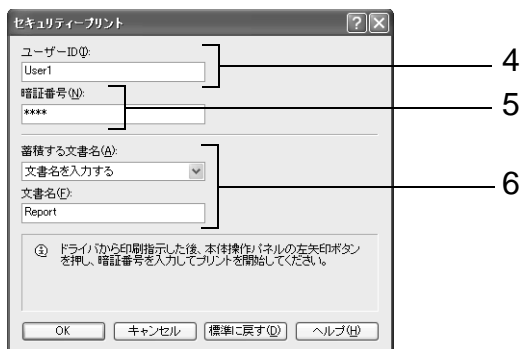 セキュリティープリント
ユーザーID(I):
User1
4
暗証番号(N):
5
****
蓄積する文書名(A):
文書名を入力する
6
文書名(F):
Report
ドライバから印刷指示した後、本体操作パネルの左矢印ボタン
を押し、暗証番号を入力してプリントを開始してください。
OK キャンセル 標準に戻す(D) ヘルプ(H)